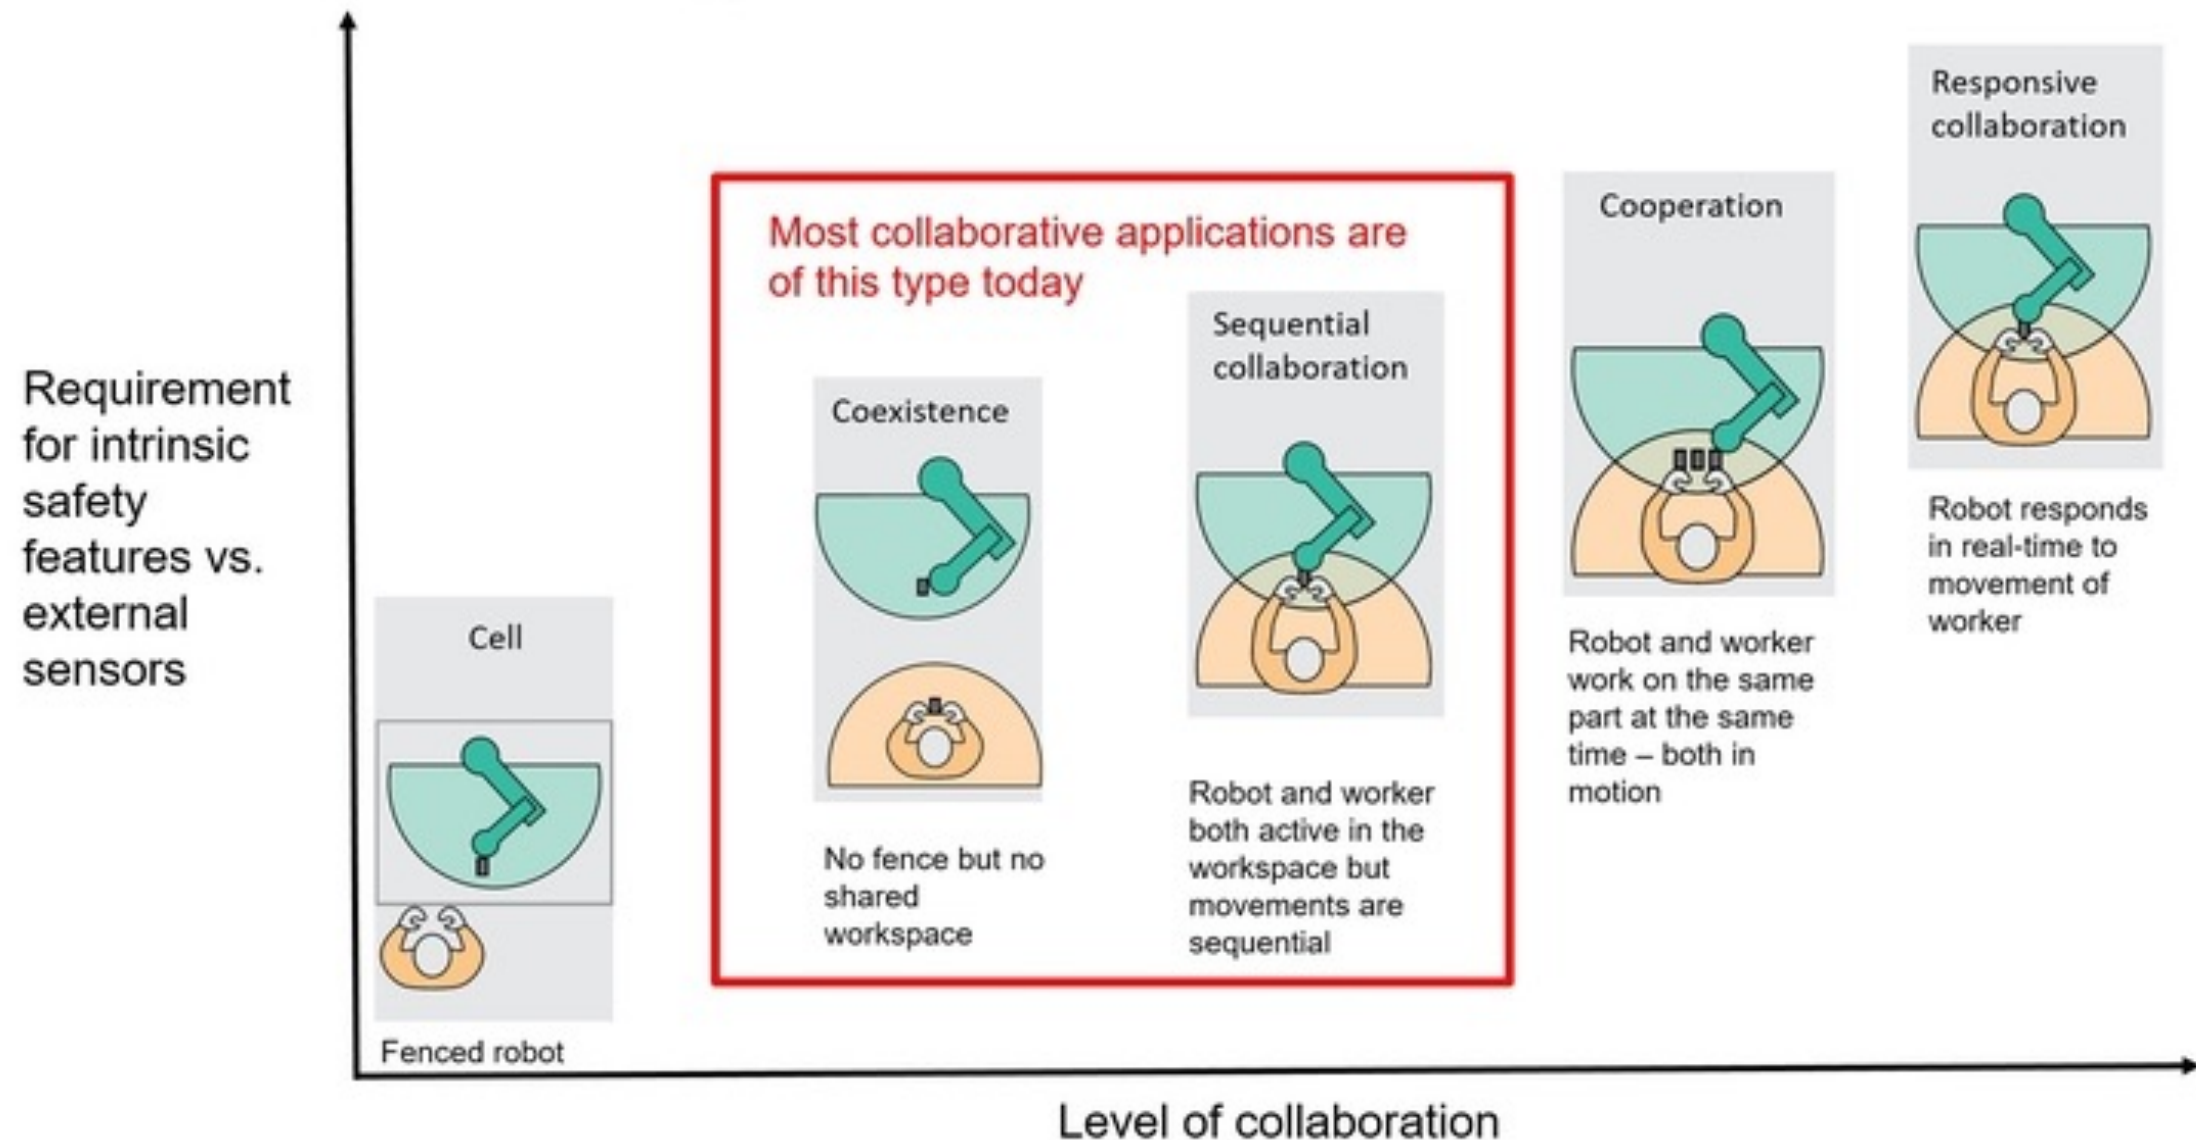 Requirement
for intrinsic
safety
features vs.
external
sensors
Cell
Fenced robot
Most collaborative applications are
of this type today
Coexistence
No fence but no
shared
workspace
Sequential
collaboration
Robot and worker
both active in the
workspace but
movements are
sequential
Cooperation
Robot and worker
work on the same
part at the same
time – both in
motion
Responsive
collaboration
Robot responds
in real-time to
movement of
worker
Level of collaboration